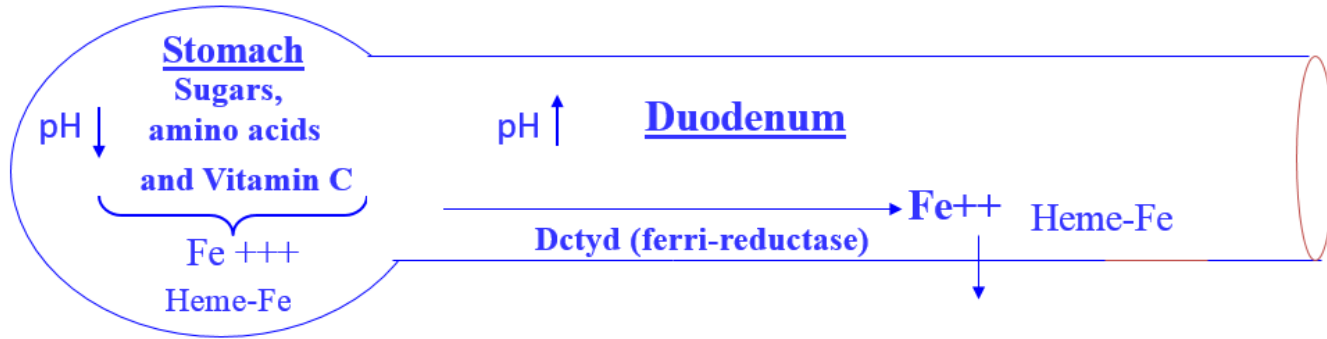 Stomach
Sugars,
pH
amino acids
and Vitamin C
Fe +++
Heme-Fe
pH
Duodenum
Dctyd (ferri-reductase)
Fe++
Heme-Fe